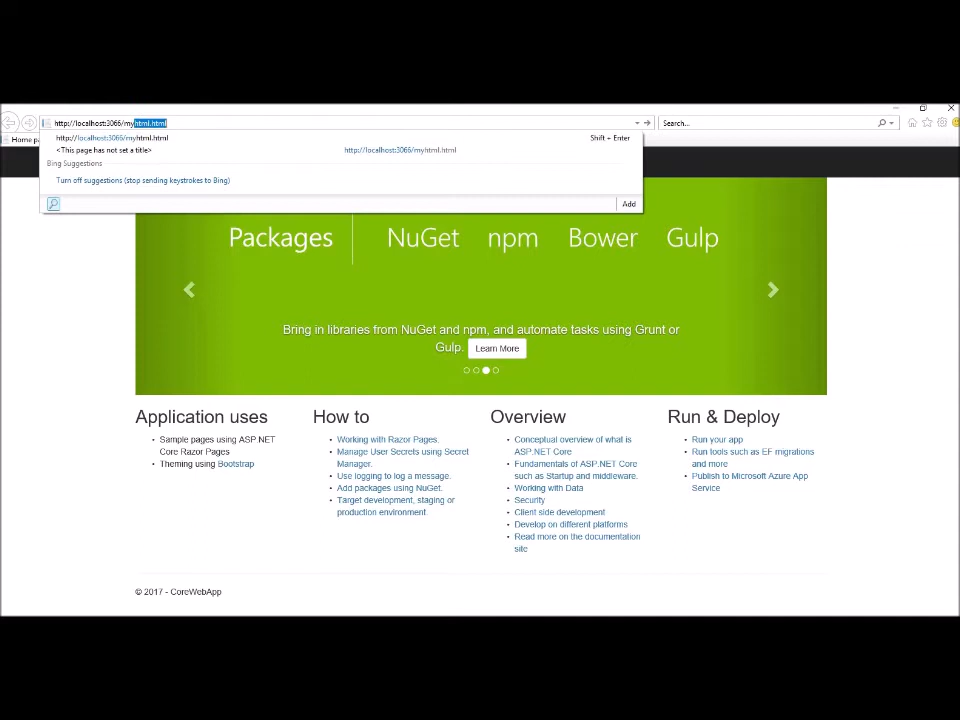 http://localhost:3066/myhtml.html
Search...
Home pa
http://localhost:3066/myhtml.html
Shift + Enter
<This page has not set a title>
http://localhost:3066/myhtml.html
Bing Suggestions
Turn off suggestions (stop sending keystrokes to Bing)
Add
Packages
NuGet npm Bower Gulp
Bring in libraries from NuGet and npm, and automate tasks using Grunt or
Gulp. Learn More
Application uses
Sample pages using ASP.NET
Core Razor Pages
Theming using Bootstrap
How to
Working with Razor Pages.
Manage User Secrets using Secret
Manager.
Use logging to log a message.
Add packages using NuGet.
Target development, staging or
production environment.
Overview
Conceptual overview of what is
ASP.NET Core
Fundamentals of ASP.NET Core
such as Startup and middleware.
Working with Data
Security
Client side development
Develop on different platforms
Read more on the documentation
site
Run & Deploy
Run your app
Run tools such as EF migrations
and more
Publish to Microsoft Azure App
Service
© 2017 - CoreWebApp